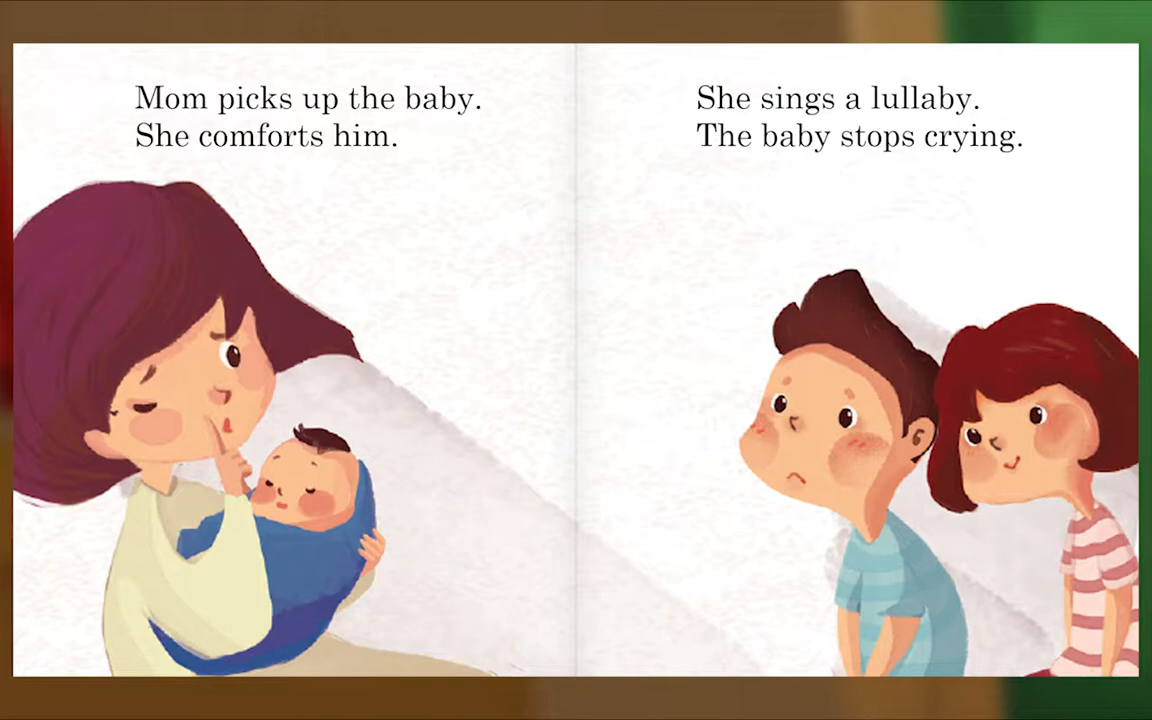 Mom picks up the baby.
She comforts him.
She sings a lullaby.
The baby stops crying.